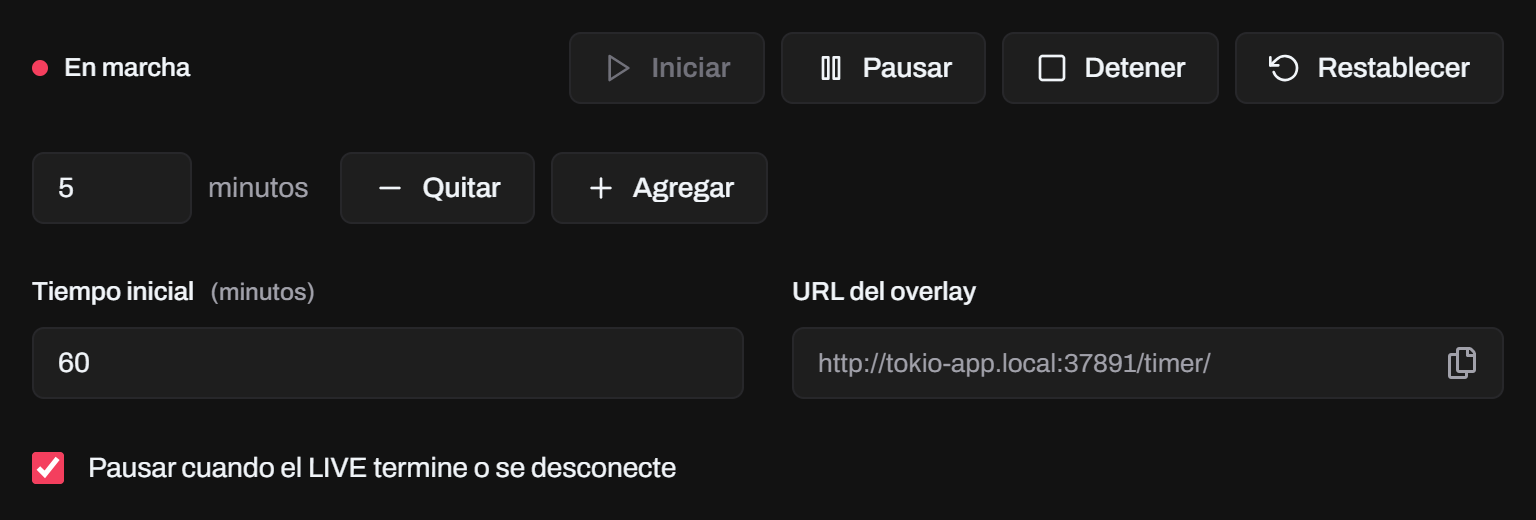 En marcha Iniciar Pausar Detener Restablecer
5 minutos Quitar Agregar
Tiempo inicial (minutos) URL del overlay
60 http://tokio-app.local:37891/timer/
Pausar cuando el LIVE termine o se desconecte